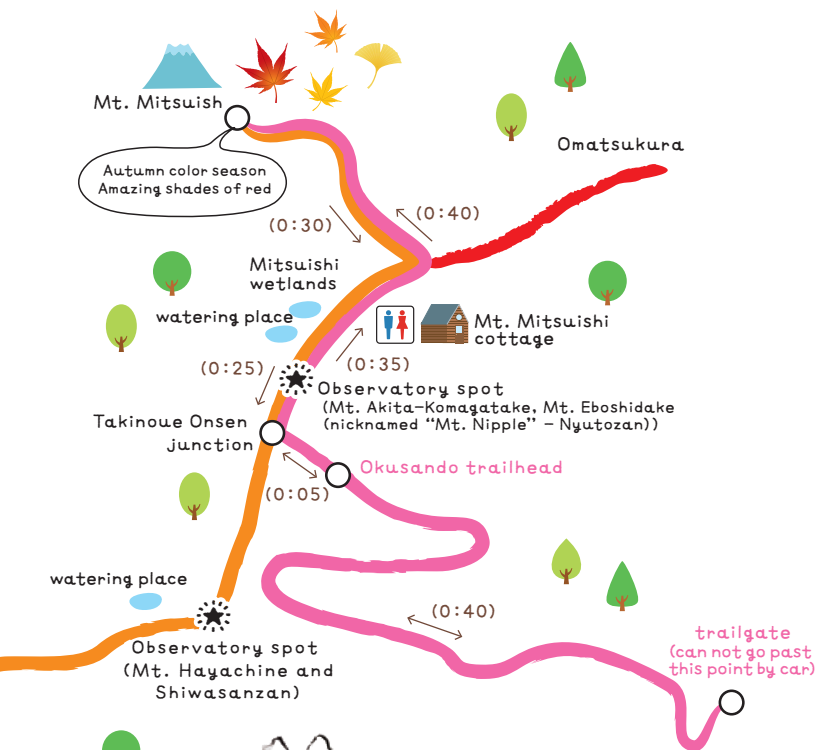 Mt. Mitsuish
Autumn color season
Amazing shades of red
Omatsukura
(0:40)
(0:30)
Mitsuishi
wetlands
watering place
Mt. Mitsuishi
cottage
(0:25)
(0:35)
Observatory spot
(Mt. Akita-Komagatake, Mt. Eboshidake
(nicknamed “Mt. Nipple” - Nyutozan))
Takinoue Onsen
junction
Okusando trailhead
(0:05)
watering place
(0:40)
Observatory spot
(Mt. Hayachine and
Shiwasanzan)
trailgate
(can not go past
this point by car)